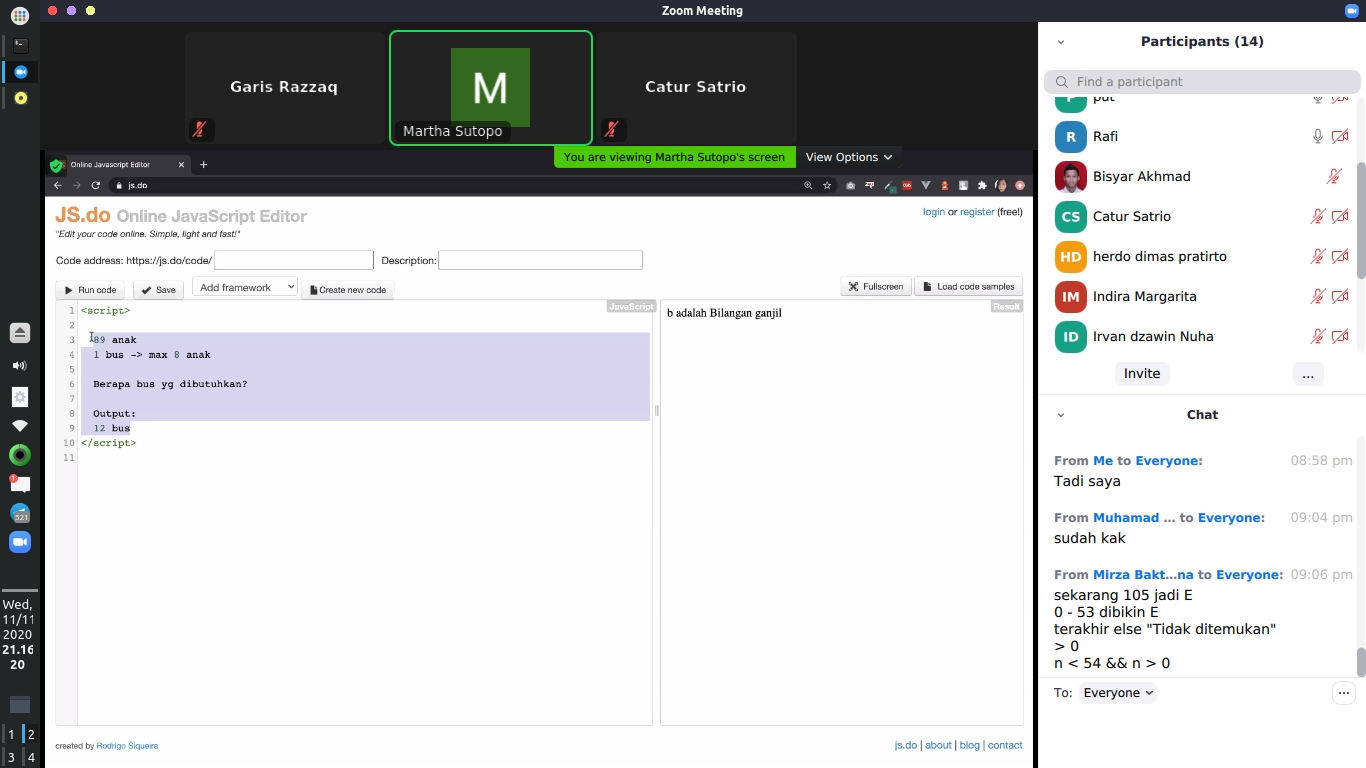 Zoom Meeting
Garis Razzaq
M
Martha Sutopo
Catur Satrio
You are viewing Martha Sutopo's screen
View Options
Online Javascript Editor
js.do
JS.do Online JavaScript Editor
"Edit your code online. Simple, light and fast!"
login or register (free!)
Code address: https://js.do/code/
Description:
Run code
Save
Add framework
Create new code
Fullscreen
Load code samples
JavaScript
Result
1 <script>
2
3 89 anak
4 1 bus -> max 8 anak
5
6 Berapa bus yg dibutuhkan?
7
8 Output:
9 12 bus
10 </script>
11
b adalah Bilangan ganjil
created by Rodrigo Siqueira
js.do | about | blog | contact
Participants (14)
Find a participant
put
R Rafi
Bisyar Akhmad
CS Catur Satrio
HD herdo dimas pratirto
IM Indira Margarita
ID Irvan dzawin Nuha
Invite
...
Chat
From Me to Everyone: 08:58 pm
Tadi saya
From Muhamad ... to Everyone: 09:04 pm
sudah kak
From Mirza Bakt...na to Everyone: 09:06 pm
sekarang 105 jadi E
0 - 53 dibikin E
terakhir else "Tidak ditemukan"
> 0
n < 54 && n > 0
To: Everyone
...
1
521
Wed,
11/11
2020
21.16
20
1 2
3 4